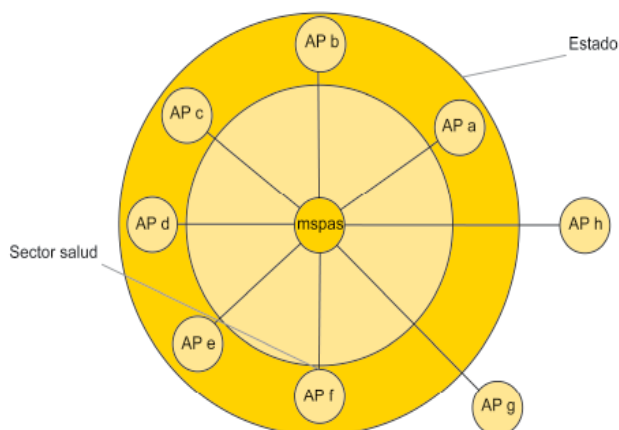 AP b
Estado
AP c
AP a
AP d
mspas
AP h
Sector salud
AP e
AP f
AP g